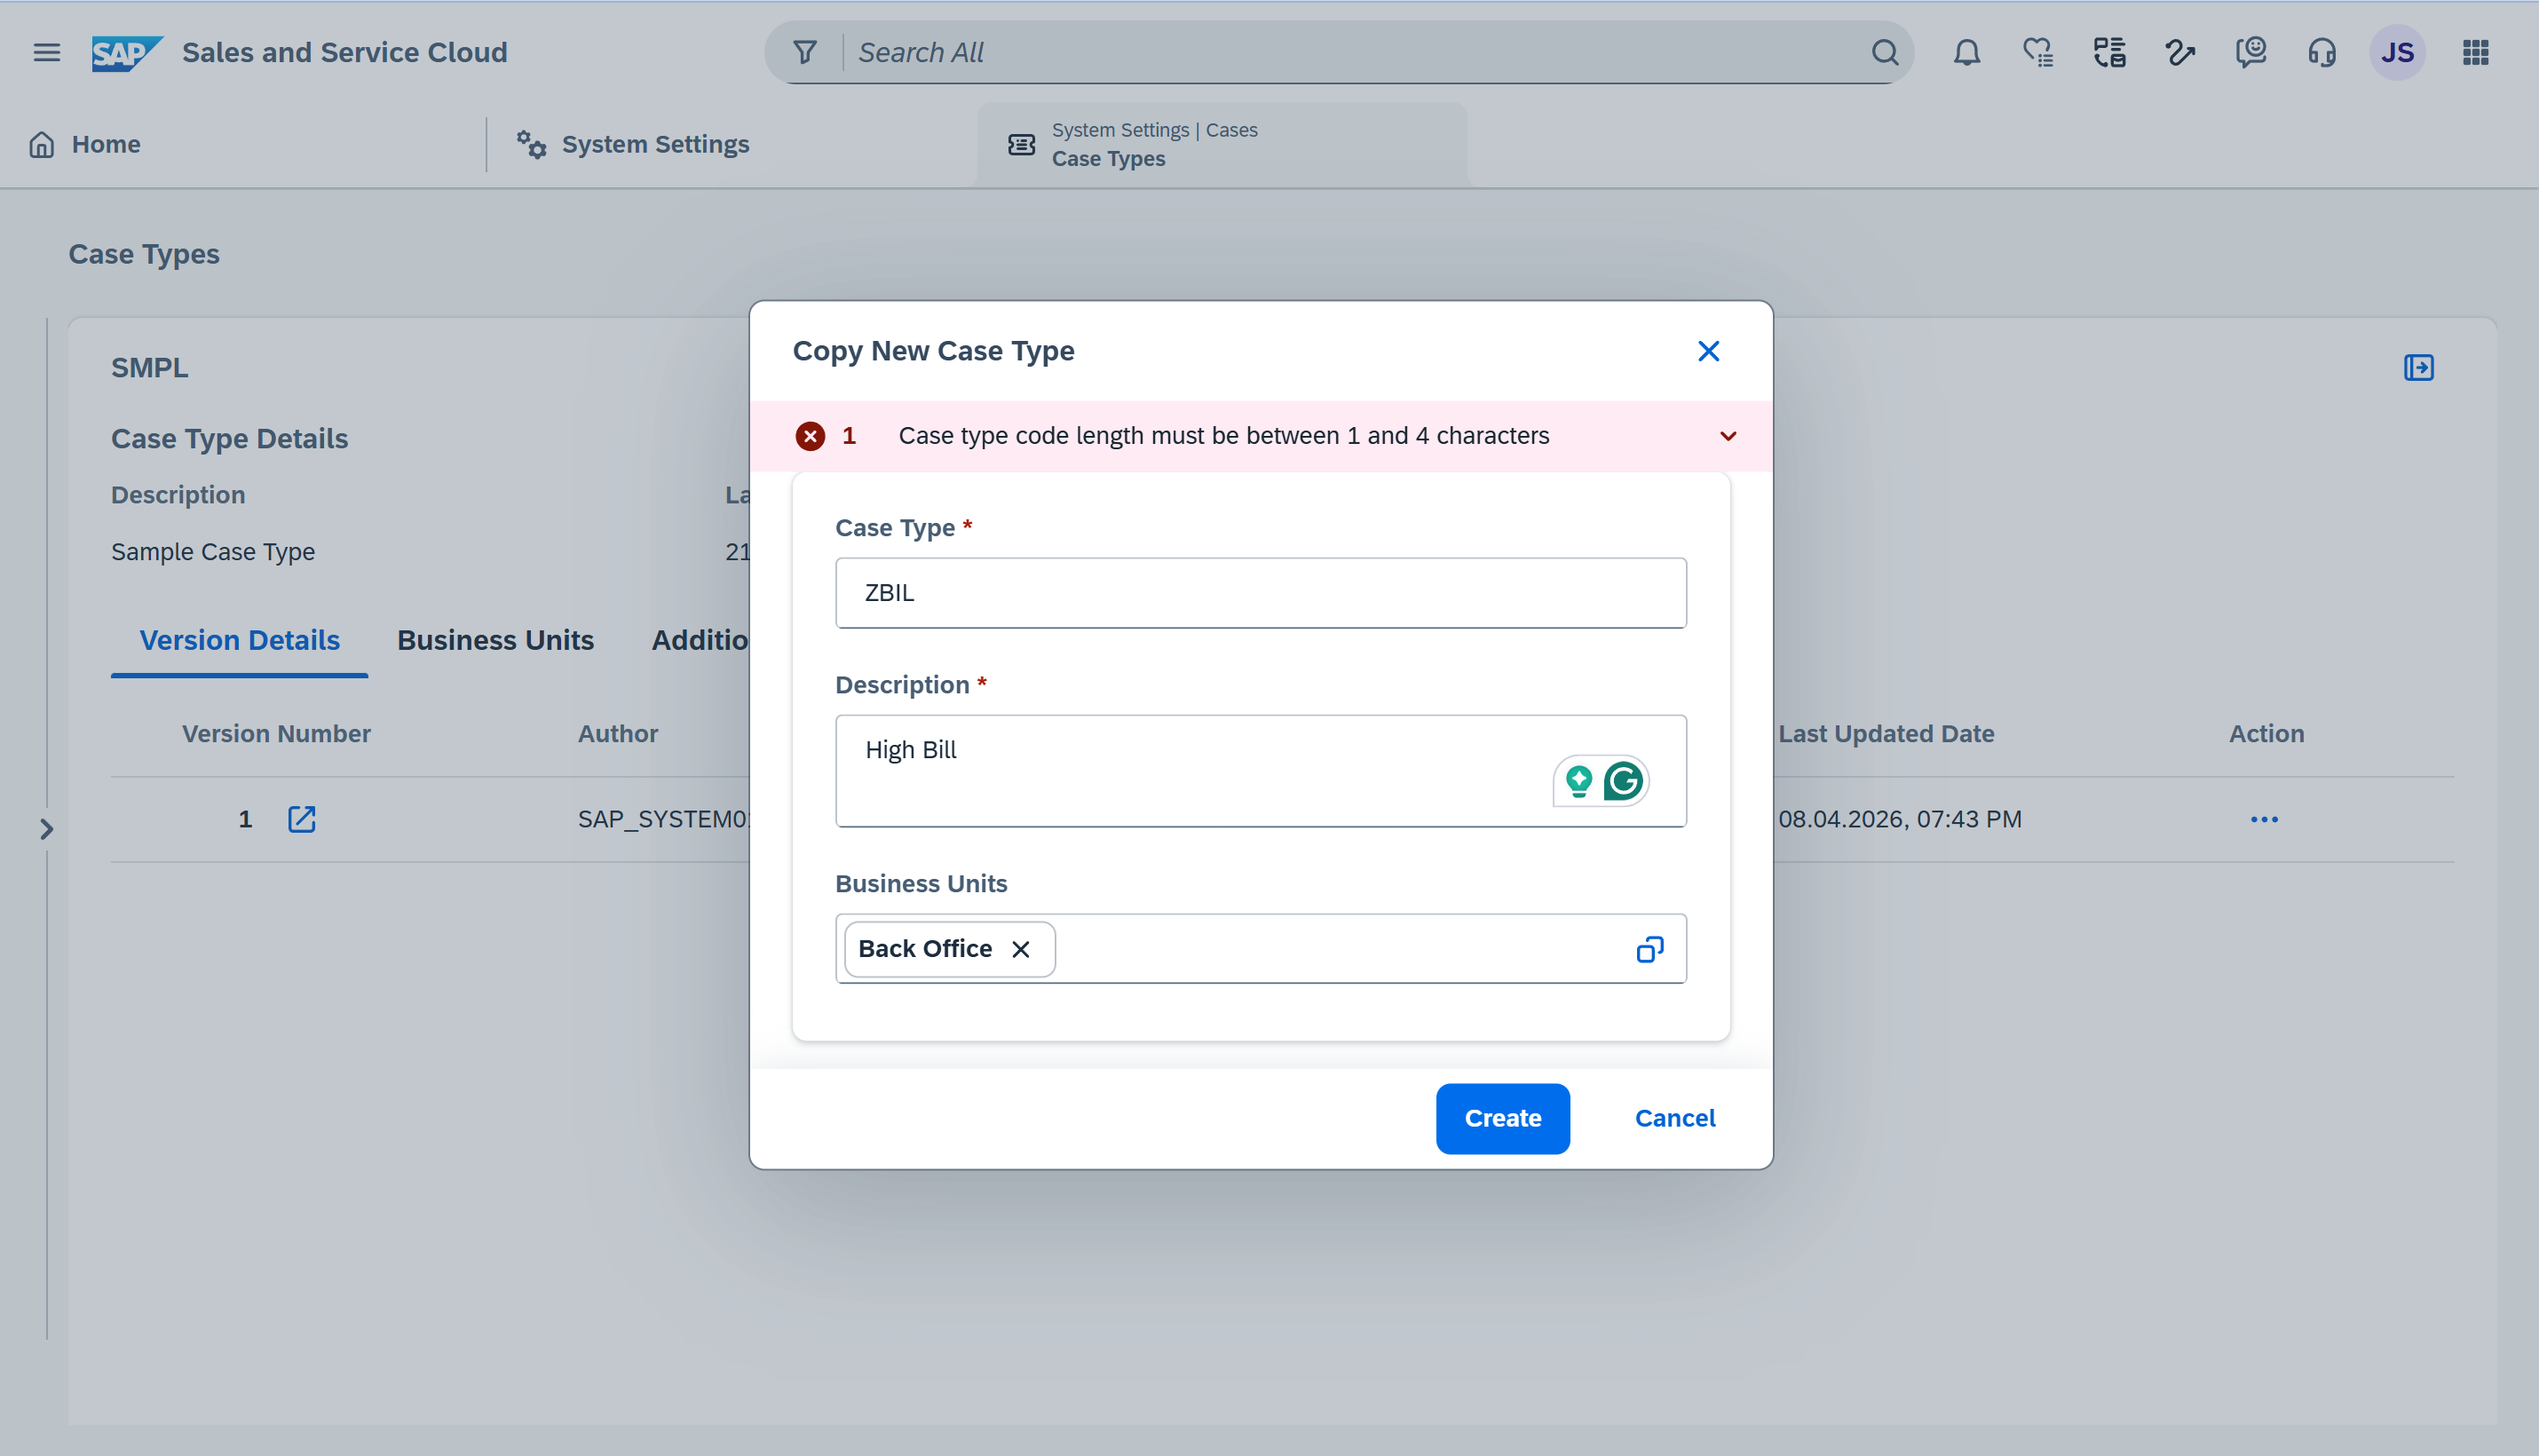 SAP Sales and Service Cloud
Search All
JS
Home
System Settings
System Settings | Cases
Case Types
Case Types
SMPL
Case Type Details
Description
La
Sample Case Type
21
Version Details
Business Units
Additio
Version Number
Author
Last Updated Date
Action
1
SAP_SYSTEM0
08.04.2026, 07:43 PM
Copy New Case Type
1 Case type code length must be between 1 and 4 characters
Case Type *
ZBIL
Description *
High Bill
Business Units
Back Office
Create
Cancel